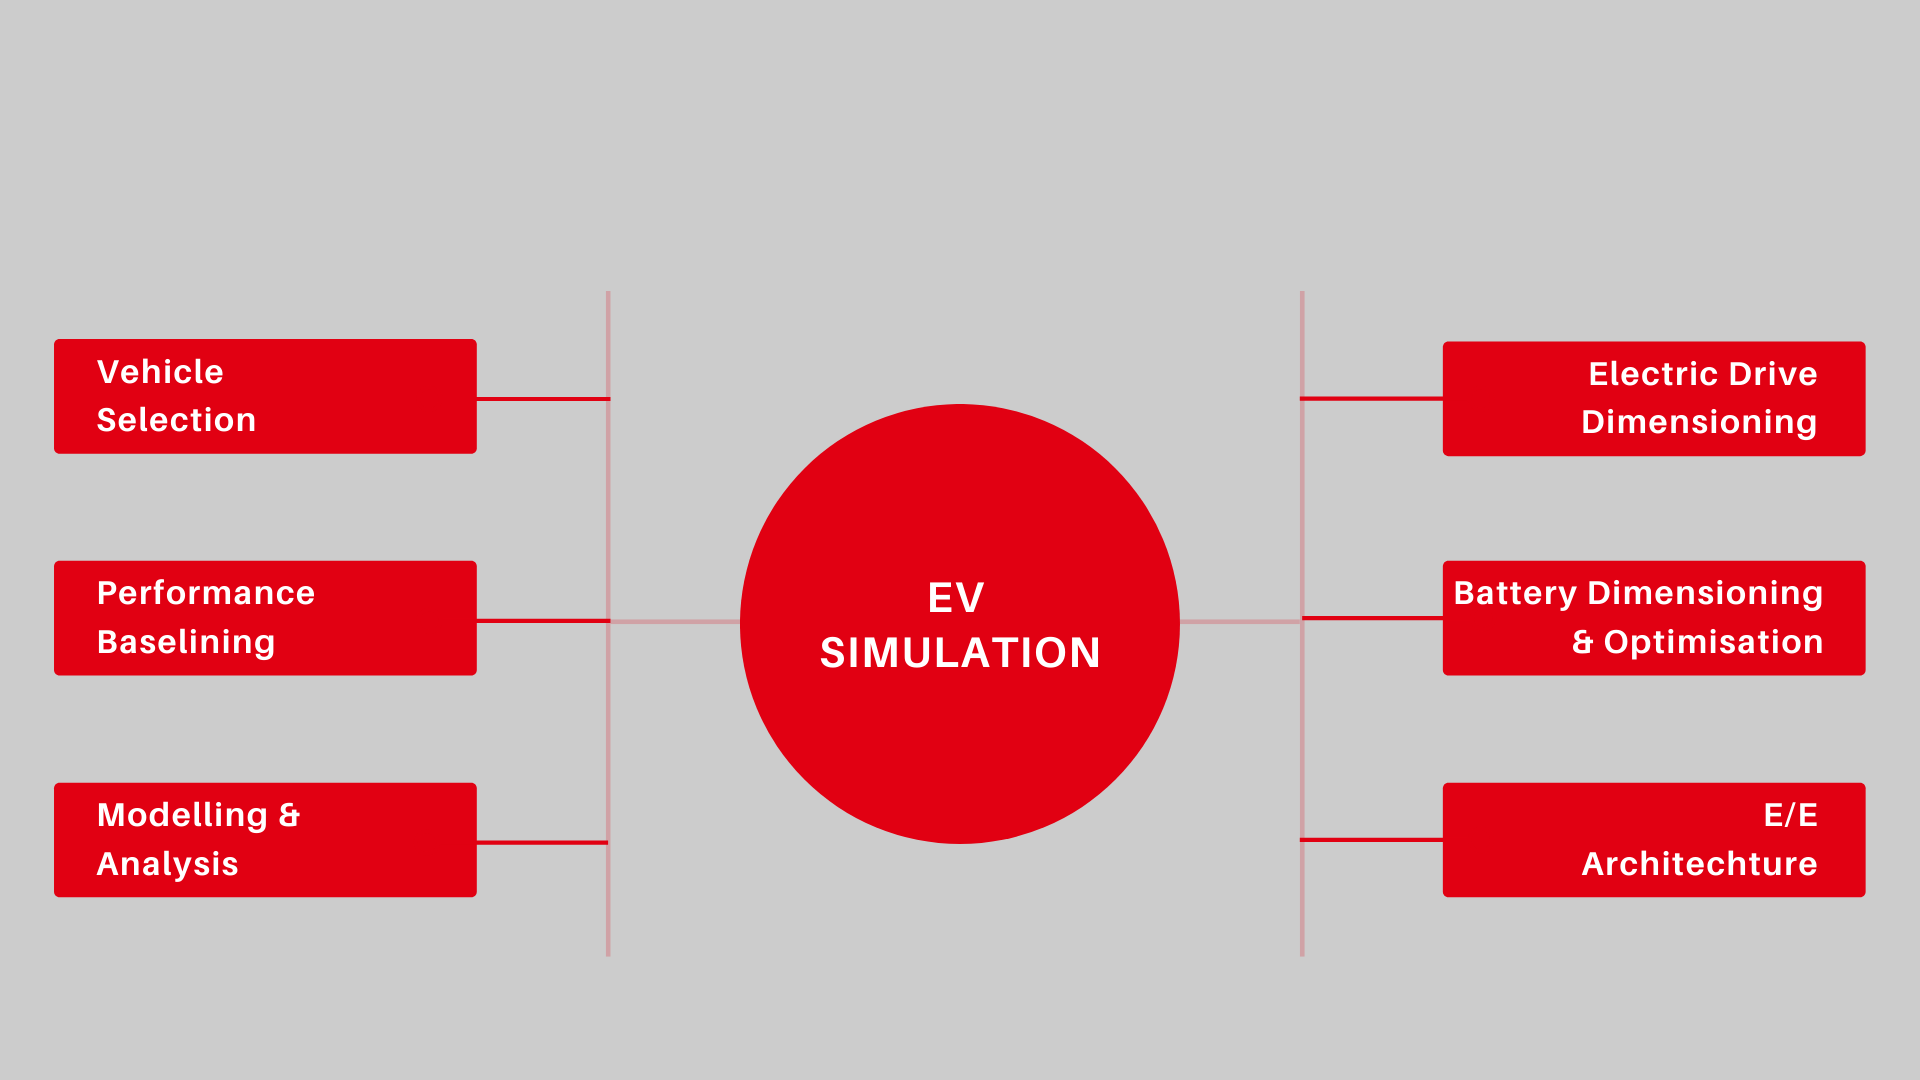 Vehicle
Selection
Performance
Baselining
Modelling &
Analysis
EV
SIMULATION
Electric Drive
Dimensioning
Battery Dimensioning
& Optimisation
E/E
Architechture